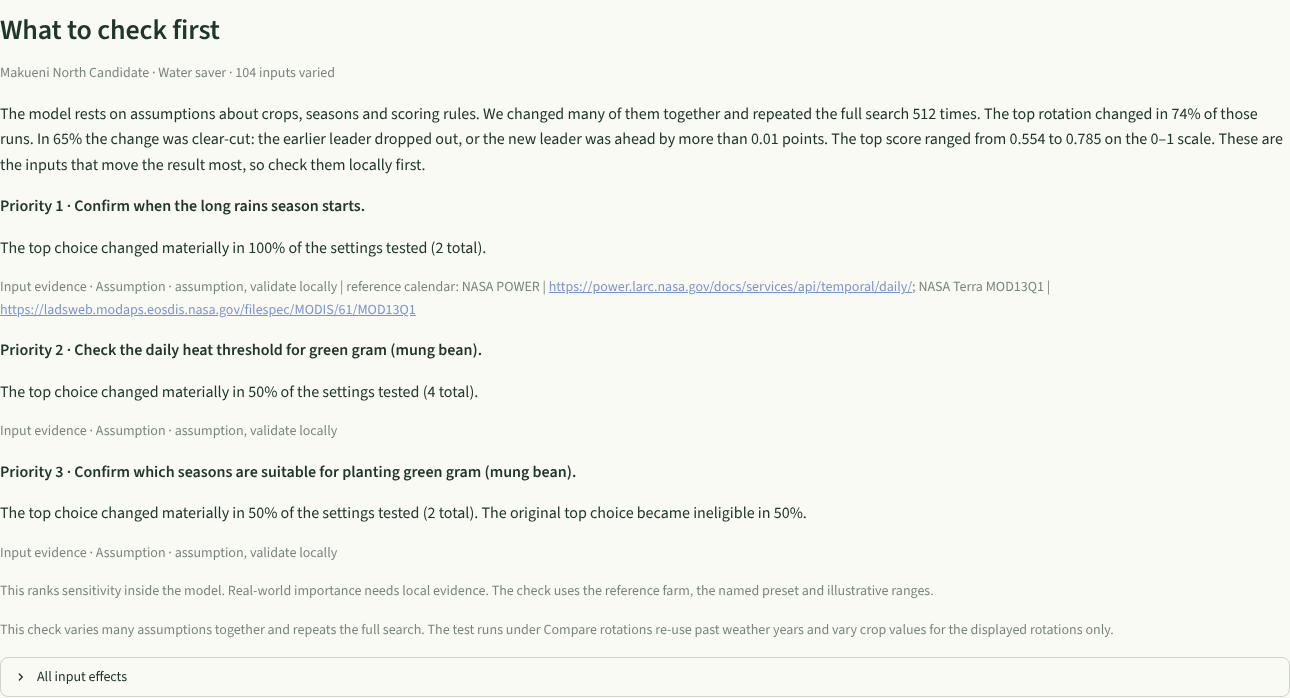 What to check first
Makueni North Candidate · Water saver · 104 inputs varied
The model rests on assumptions about crops, seasons and scoring rules. We changed many of them together and repeated the full search 512 times. The top rotation changed in 74% of those
runs. In 65% the change was clear-cut: the earlier leader dropped out, or the new leader was ahead by more than 0.01 points. The top score ranged from 0.554 to 0.785 on the 0–1 scale. These are
the inputs that move the result most, so check them locally first.
Priority 1 · Confirm when the long rains season starts.
The top choice changed materially in 100% of the settings tested (2 total).
Input evidence · Assumption · assumption, validate locally | reference calendar: NASA POWER | https://power.larc.nasa.gov/docs/services/api/temporal/daily/; NASA Terra MOD13Q1 |
https://ladsweb.modaps.eosdis.nasa.gov/filespec/MODIS/61/MOD13Q1
Priority 2 · Check the daily heat threshold for green gram (mung bean).
The top choice changed materially in 50% of the settings tested (4 total).
Input evidence · Assumption · assumption, validate locally
Priority 3 · Confirm which seasons are suitable for planting green gram (mung bean).
The top choice changed materially in 50% of the settings tested (2 total). The original top choice became ineligible in 50%.
Input evidence · Assumption · assumption, validate locally
This ranks sensitivity inside the model. Real-world importance needs local evidence. The check uses the reference farm, the named preset and illustrative ranges.
This check varies many assumptions together and repeats the full search. The test runs under Compare rotations re-use past weather years and vary crop values for the displayed rotations only.
All input effects